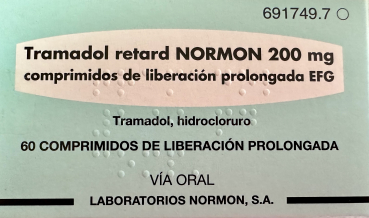 691749.7
Tramadol retard NORMON 200 mg
comprimidos de liberación prolongada EFG
Tramadol, hidrocloruro
60 COMPRIMIDOS DE LIBERACIÓN PROLONGADA
VÍA ORAL
LABORATORIOS NORMON, S.A.